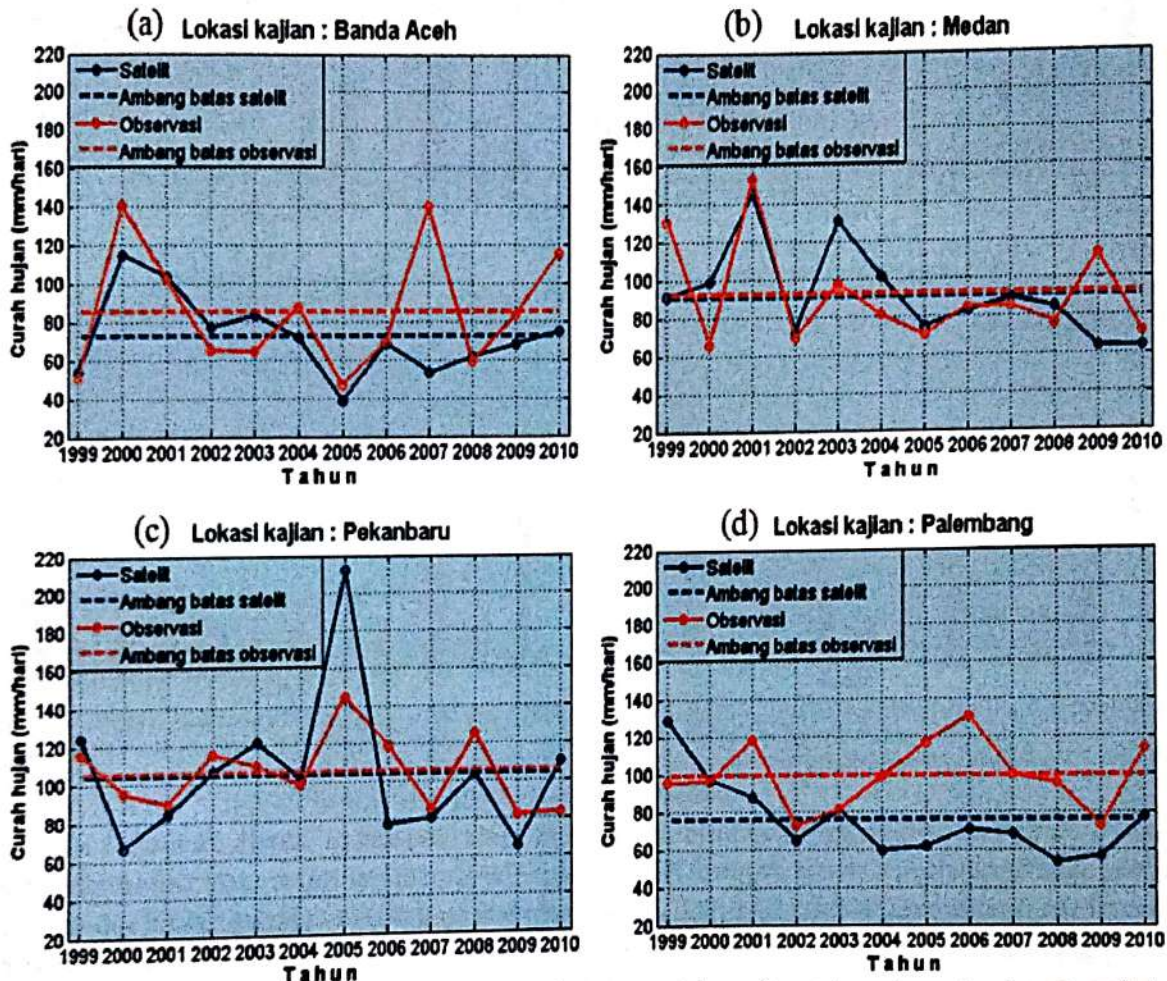 (a) Lokasi kajian : Banda Aceh
Curah hujan (mm/hari)
220
200
180
160
140
120
100
80
60
40
20
Satelit
Ambang batas satelit
Observasi
Ambang batas observasi
1999 2000 2001 2002 2003 2004 2005 2006 2007 2008 2009 2010
Tahun
(b) Lokasi kajian : Medan
Curah hujan (mm/hari)
220
200
180
160
140
120
100
80
60
40
20
Satelit
Ambang batas satelit
Observasi
Ambang batas observasi
1999 2000 2001 2002 2003 2004 2005 2006 2007 2008 2009 2010
Tahun
(c) Lokasi kajian : Pekanbaru
Curah hujan (mm/hari)
220
200
180
160
140
120
100
80
60
40
20
Satelit
Ambang batas satelit
Observasi
Ambang batas observasi
1999 2000 2001 2002 2003 2004 2005 2006 2007 2008 2009 2010
Tahun
(d) Lokasi kajian : Palembang
Curah hujan (mm/hari)
220
200
180
160
140
120
100
80
60
40
20
Satelit
Ambang batas satelit
Observasi
Ambang batas observasi
1999 2000 2001 2002 2003 2004 2005 2006 2007 2008 2009 2010
Tahun